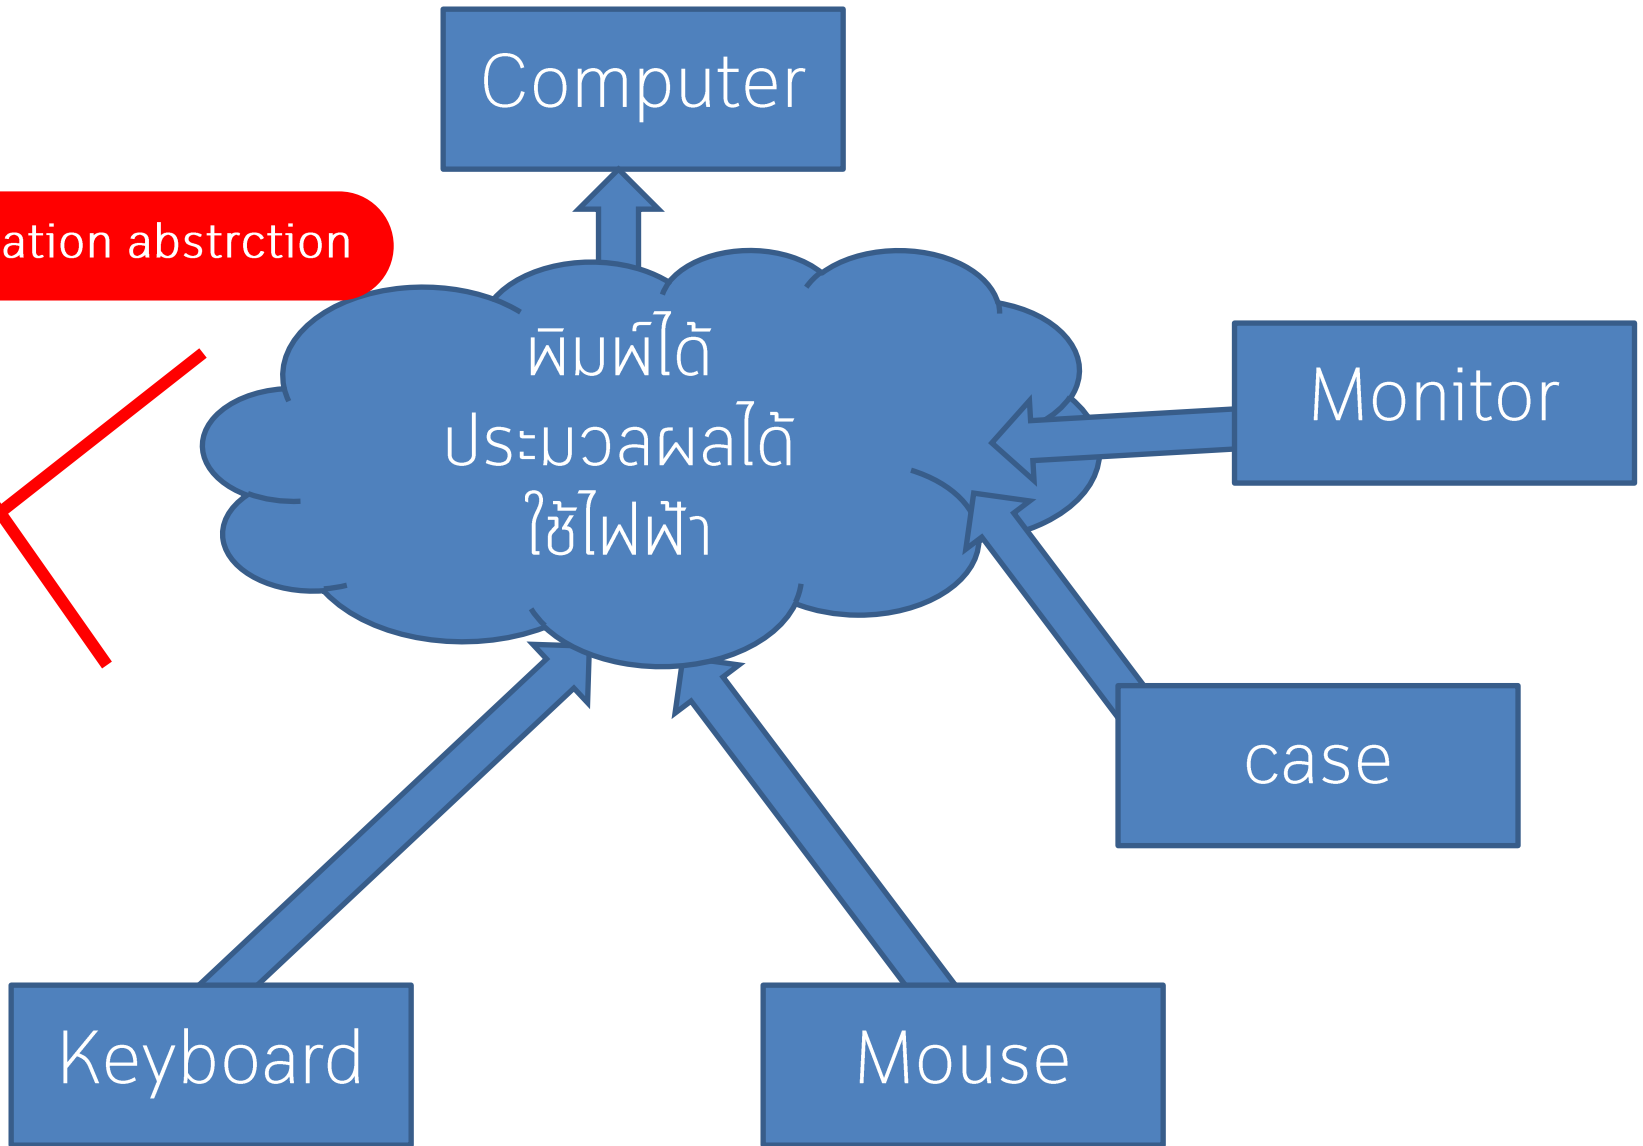 Computer
ation abstrction
พิมพ์ได้
ประมวลผลได้
ใช้ไฟฟ้า
Monitor
case
Keyboard
Mouse